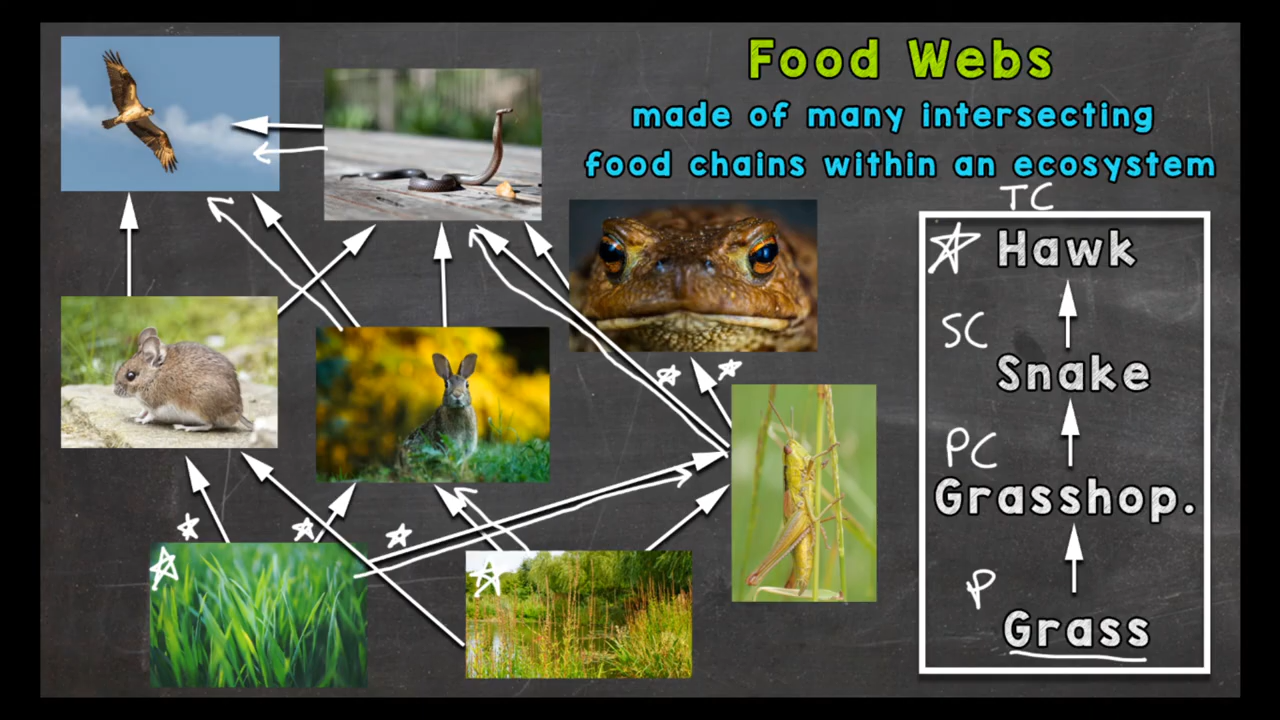 Food Webs
made of many intersecting
food chains within an ecosystem
TC
Hawk
SC
Snake
PC
Grasshop.
P
Grass